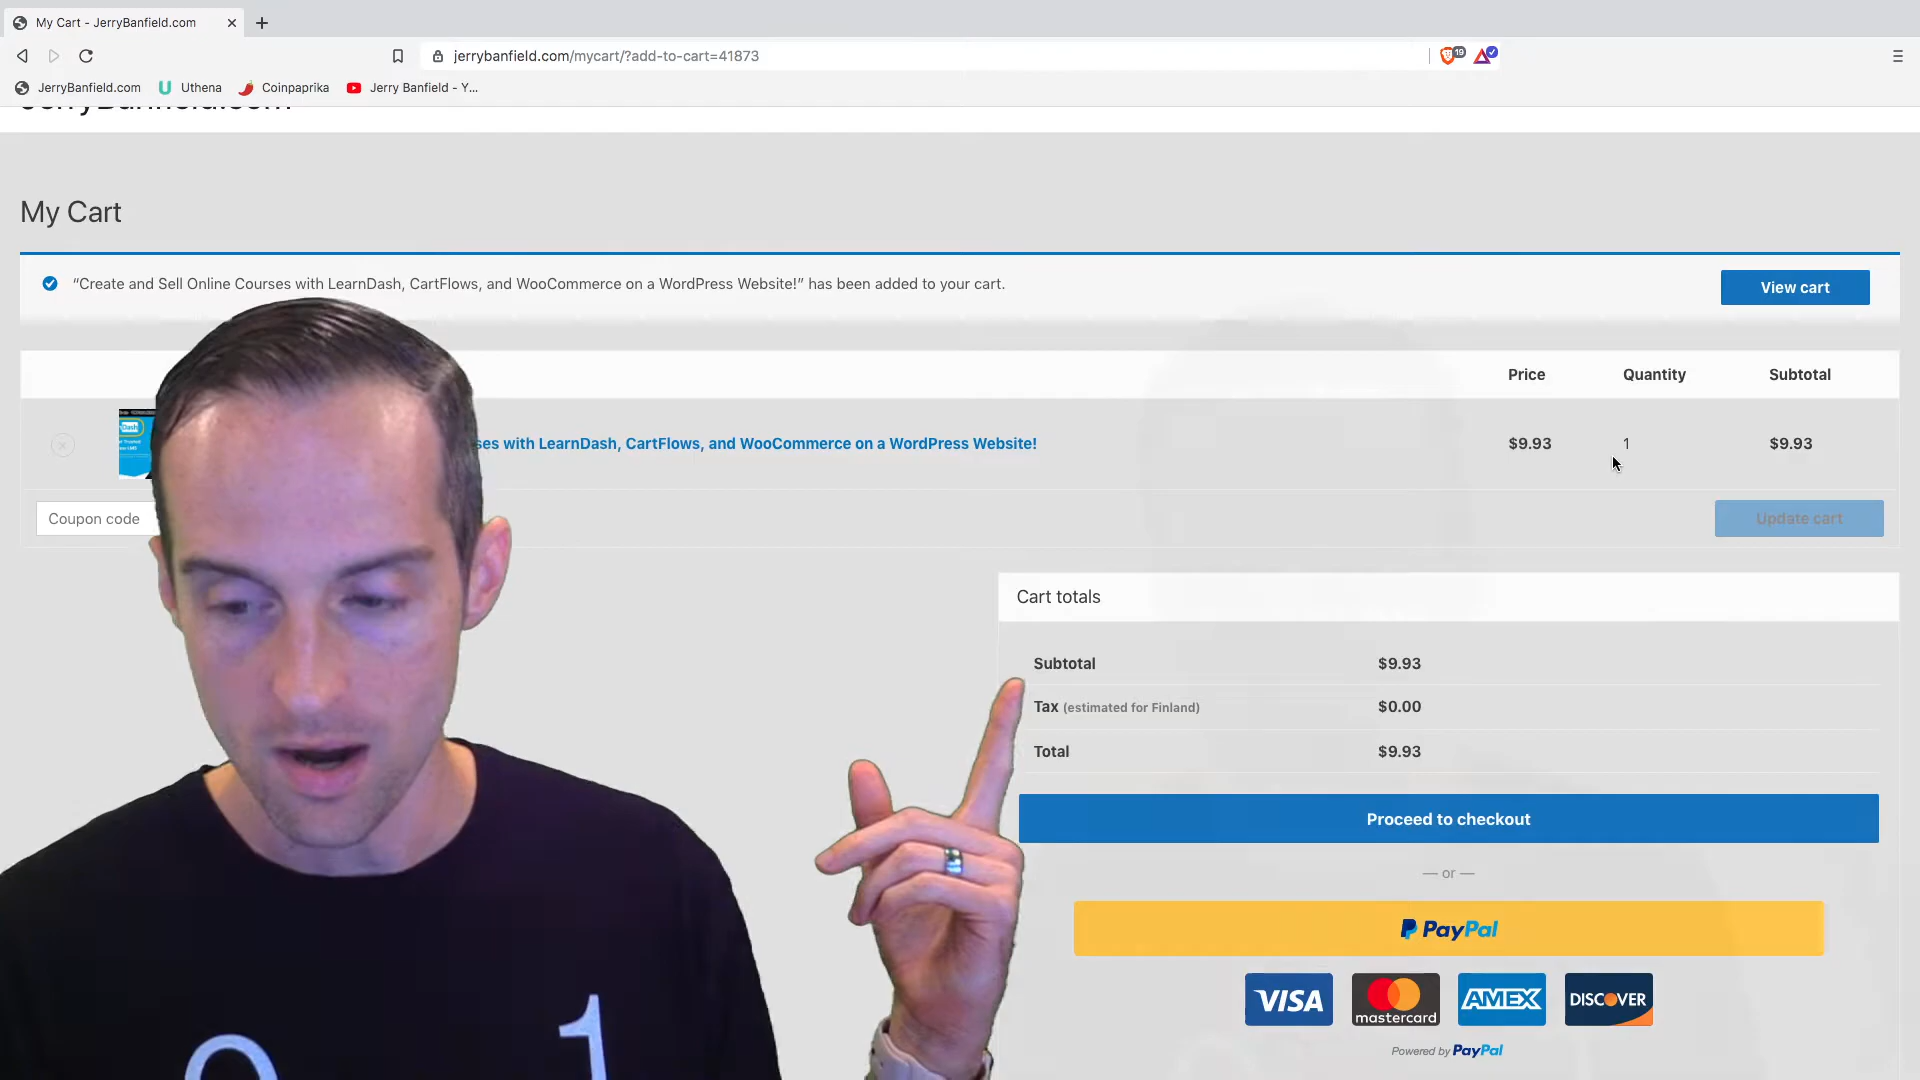 My Cart - JerryBanfield.com
jerrybanfield.com/mycart/?add-to-cart=41873
19
JerryBanfield.com
Uthena
Coinpaprika
Jerry Banfield - Y...
JerryBanfield.com
My Cart
“Create and Sell Online Courses with LearnDash, CartFlows, and WooCommerce on a WordPress Website!” has been added to your cart.
View cart
Price Quantity Subtotal
ses with LearnDash, CartFlows, and WooCommerce on a WordPress Website!
$9.93 1 $9.93
Coupon code
Update cart
Cart totals
Subtotal $9.93
Tax (estimated for Finland) $0.00
Total $9.93
Proceed to checkout
— or —
PayPal
VISA
mastercard
AMEX
DISCOVER
Powered by PayPal